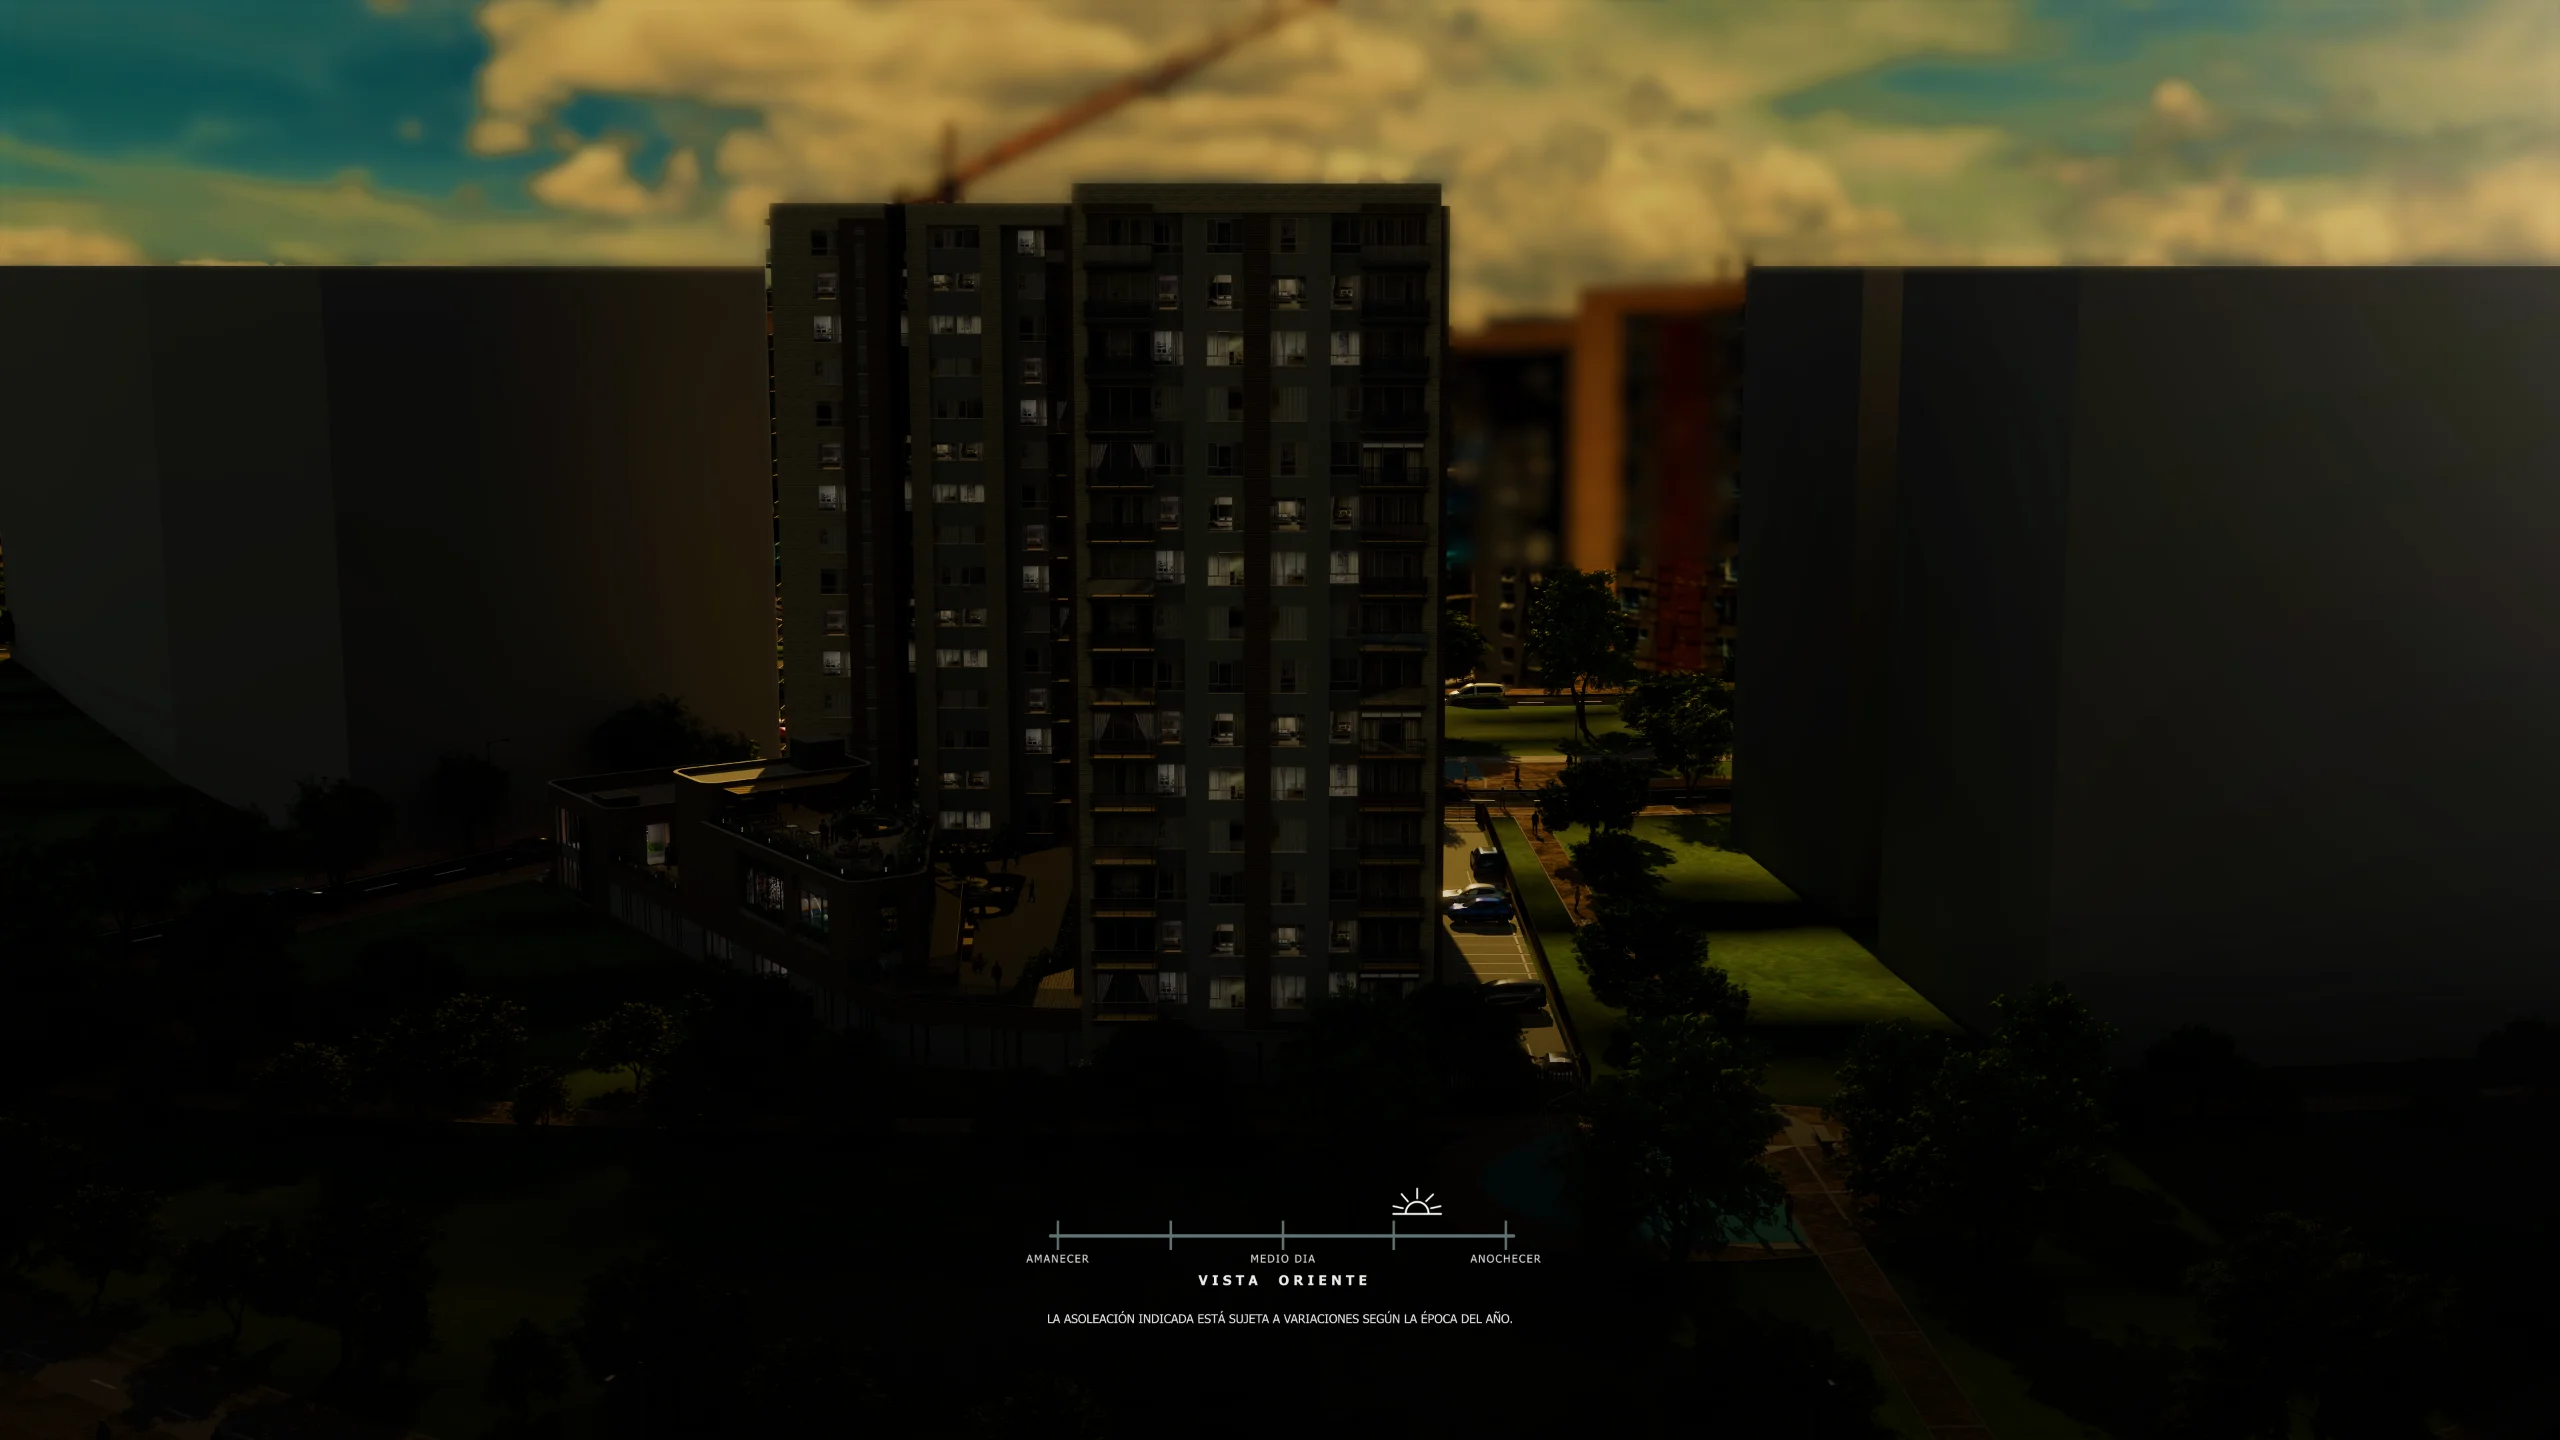 AMANECER MEDIO DIA ANOCHECER
VISTA ORIENTE
LA ASOLEACIÓN INDICADA ESTÁ SUJETA A VARIACIONES SEGÚN LA ÉPOCA DEL AÑO.